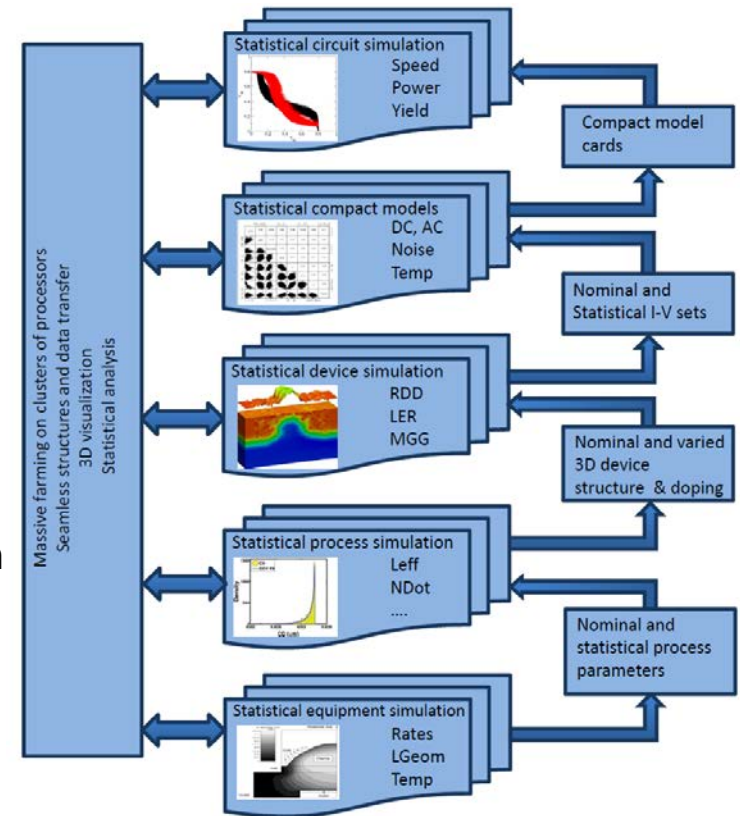 Massive farming on clusters of processors
Seamless structures and data transfer
3D visualization
Statistical analysis
Statistical circuit simulation
Speed
Power
Yield
Compact model
cards
Statistical compact models
DC, AC
Noise
Temp
Nominal and
Statistical I-V sets
Statistical device simulation
RDD
LER
MGG
Nominal and varied
3D device
structure & doping
Statistical process simulation
Leff
NDot
....
Density
Nominal and
statistical process
parameters
Statistical equipment simulation
Rates
LGeom
Temp